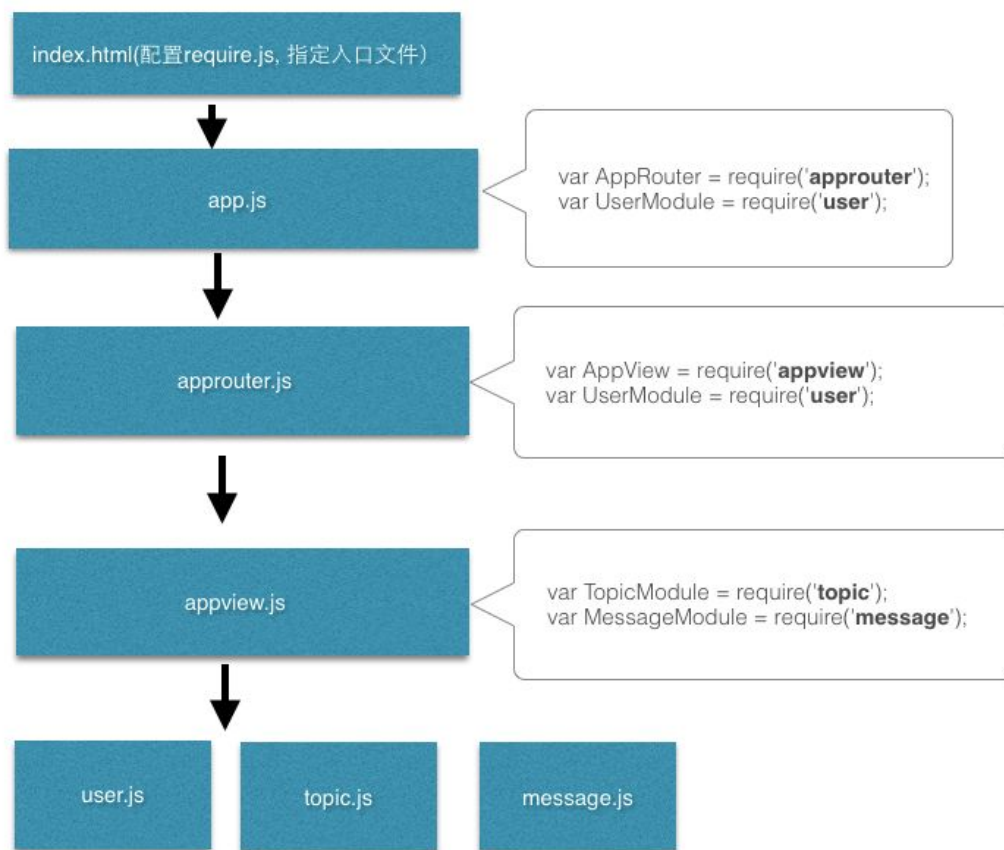 index.html(配置require.js, 指定入口文件）
app.js
var AppRouter = require('approuter');
var UserModule = require('user');
approuter.js
var AppView = require('appview');
var UserModule = require('user');
appview.js
var TopicModule = require('topic');
var MessageModule = require('message');
user.js
topic.js
message.js